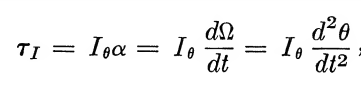 τ_I = I_θ α = I_θ dΩ/dt = I_θ d²θ/dt² ,